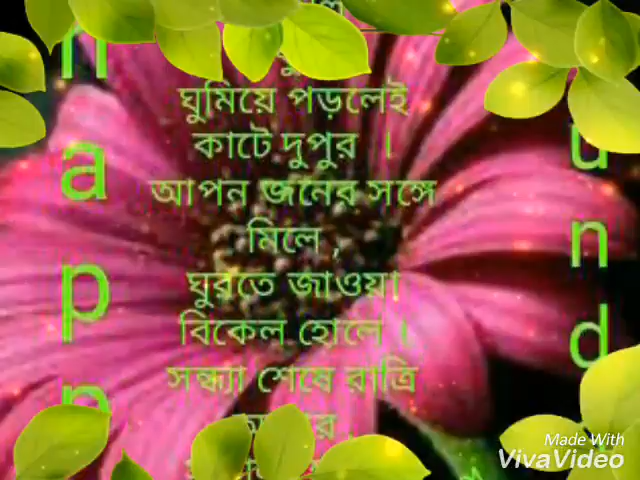 h
a
p
p
ঘুমিয়ে পড়লেই
কাটে দুপুর ।
আপন জনের সঙ্গে
মিলে ,
ঘুরতে জাওয়া
বিকেল হোলে ।
সন্ধ্যা শেষে রাত্রি
u
n
d
Made With
VivaVideo